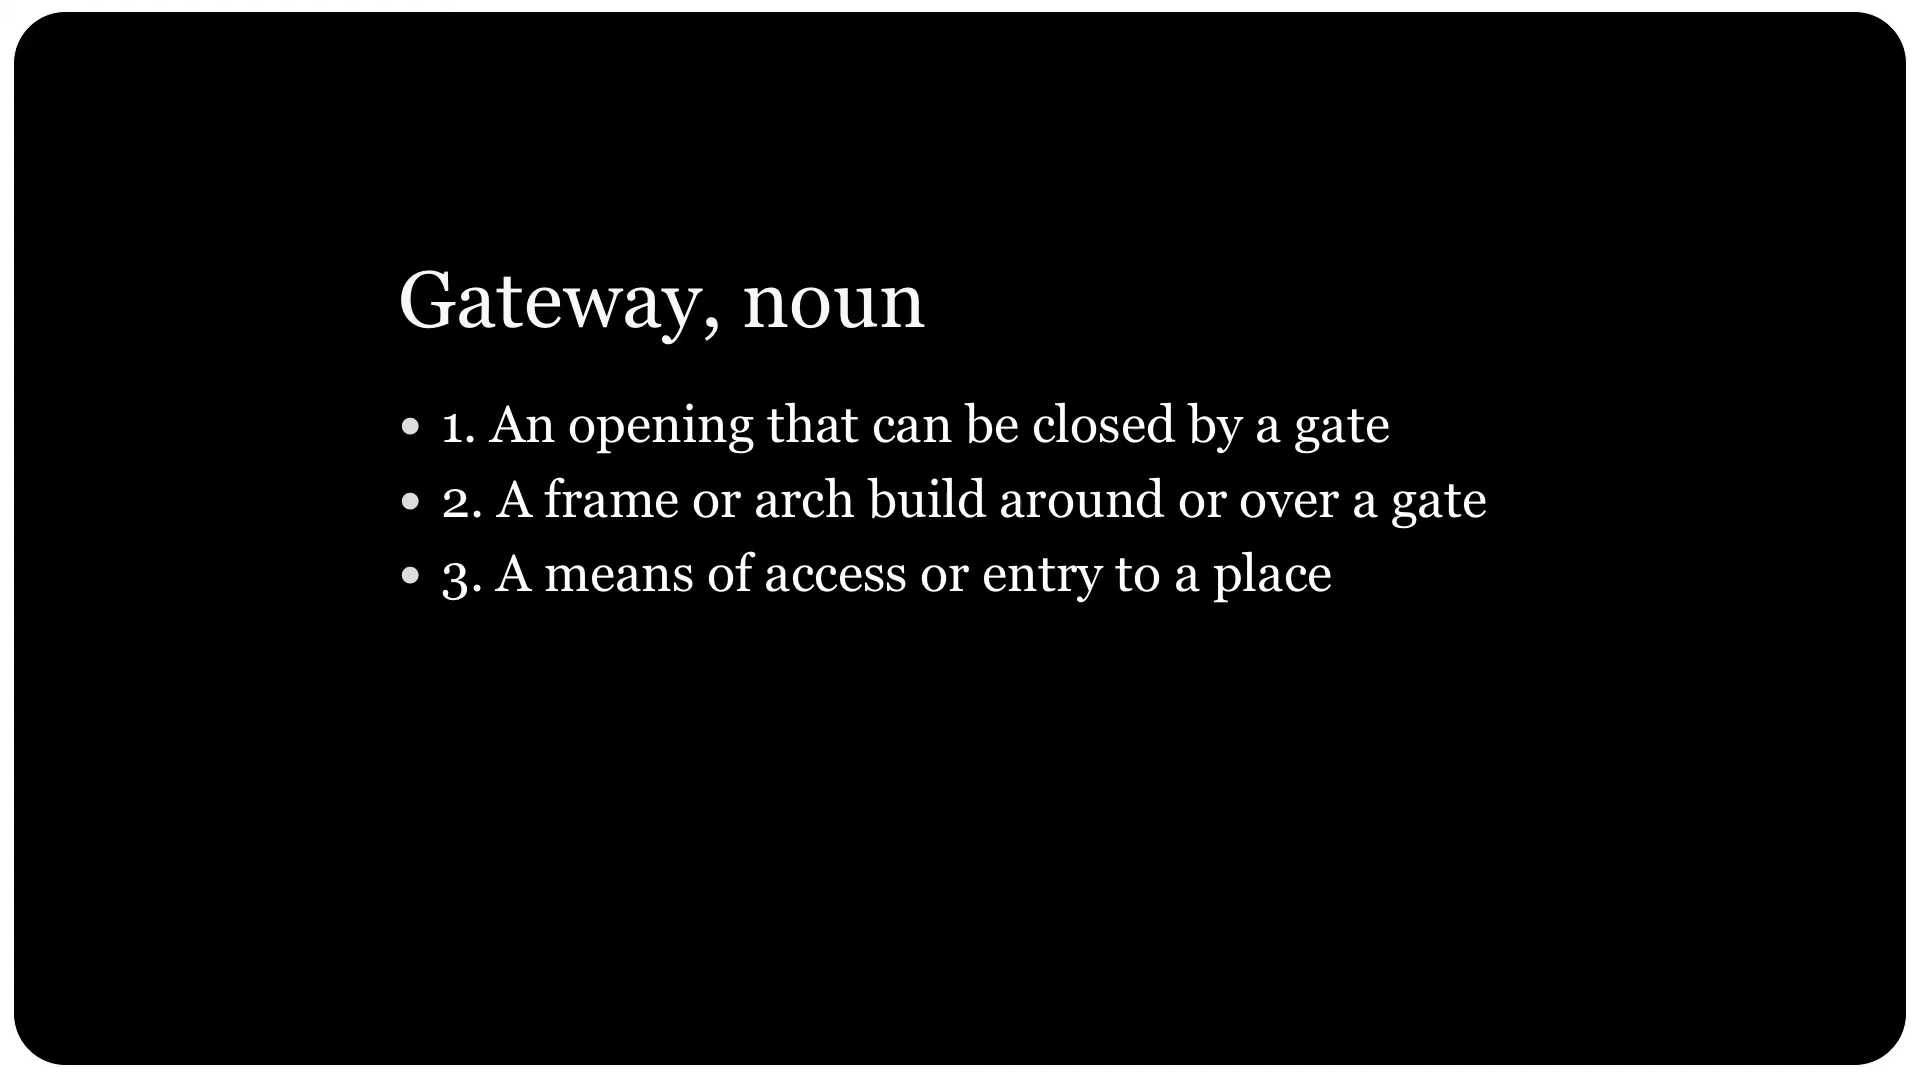 Gateway, noun
• 1. An opening that can be closed by a gate
• 2. A frame or arch build around or over a gate
• 3. A means of access or entry to a place